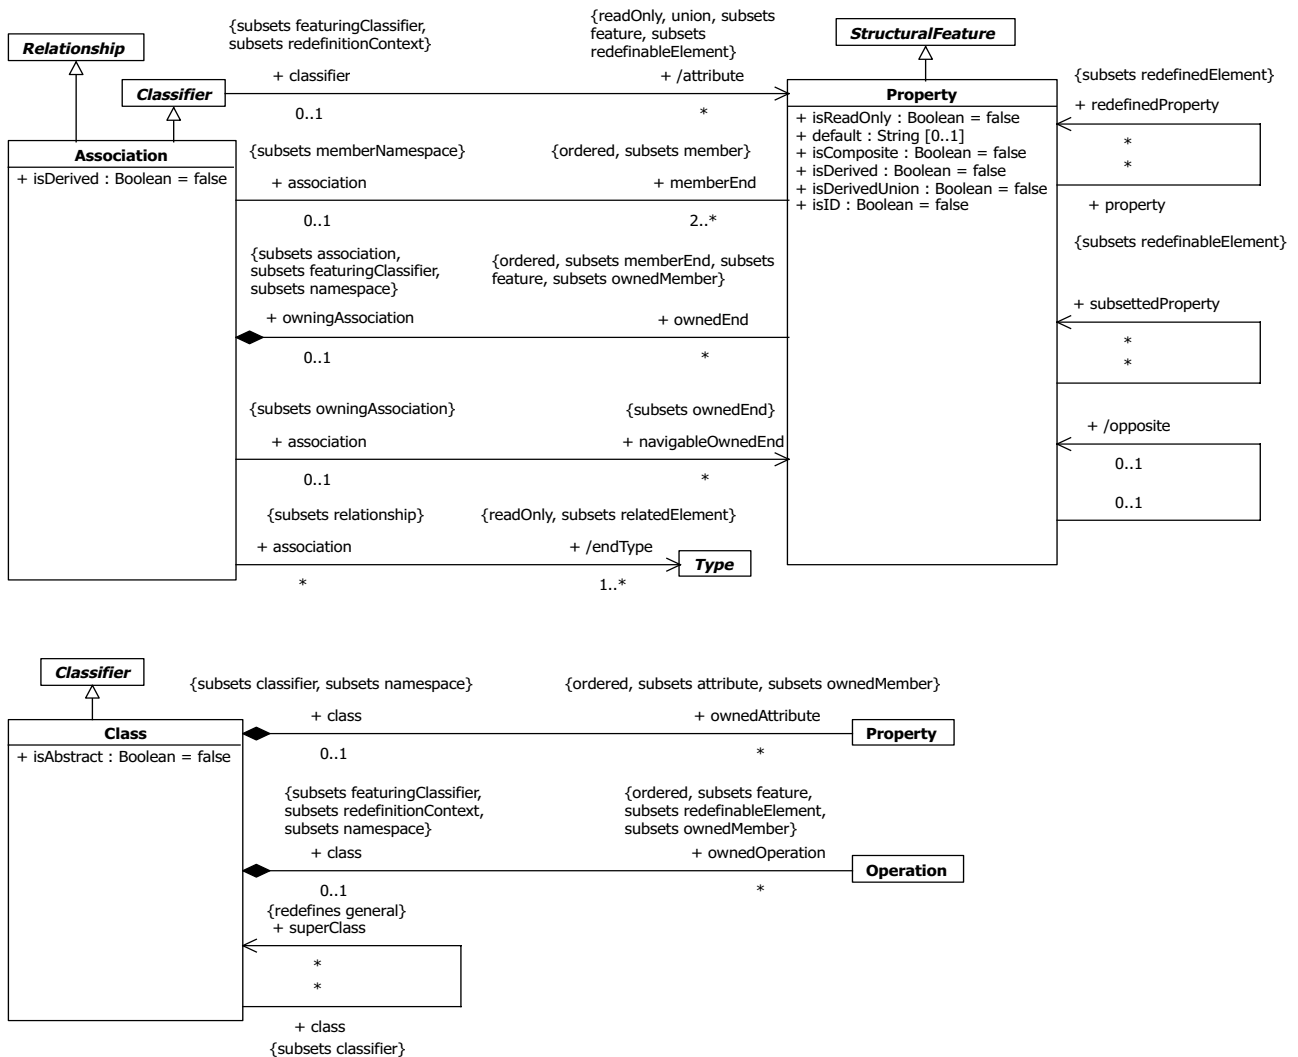 {subsets featuringClassifier,
subsets redefinitionContext}
{readOnly, union, subsets
feature, subsets
redefinableElement}
Relationship
StructuralFeature
Classifier
+ classifier
+ /attribute
0..1
*
{subsets redefinedElement}
Property
+ isReadOnly : Boolean = false
+ default : String [0..1]
+ isComposite : Boolean = false
+ isDerived : Boolean = false
+ isDerivedUnion : Boolean = false
+ isID : Boolean = false
+ redefinedProperty
*
*
+ property
{subsets redefinableElement}
Association
+ isDerived : Boolean = false
{subsets memberNamespace}
{ordered, subsets member}
+ association
+ memberEnd
0..1
2..*
{subsets association,
subsets featuringClassifier,
subsets namespace}
{ordered, subsets memberEnd, subsets
feature, subsets ownedMember}
+ owningAssociation
+ ownedEnd
0..1
*
+ subsettedProperty
*
*
{subsets owningAssociation}
{subsets ownedEnd}
+ association
+ navigableOwnedEnd
0..1
*
+ /opposite
0..1
0..1
{subsets relationship}
{readOnly, subsets relatedElement}
+ association
+ /endType
*
1..*
Type
Classifier
{subsets classifier, subsets namespace}
{ordered, subsets attribute, subsets ownedMember}
Class
+ isAbstract : Boolean = false
+ class
+ ownedAttribute
0..1
*
Property
{subsets featuringClassifier,
subsets redefinitionContext,
subsets namespace}
{ordered, subsets feature,
subsets redefinableElement,
subsets ownedMember}
+ class
+ ownedOperation
0..1
*
Operation
{redefines general}
+ superClass
*
*
+ class
{subsets classifier}